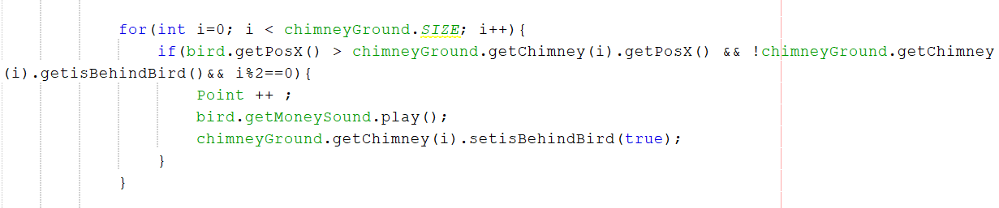 for(int i=0; i < chimneyGround.SIZE; i++){
if(bird.getPosX() > chimneyGround.getChimney(i).getPosX() && !chimneyGround.getChimney
(i).getisBehindBird()&& i%2==0){
Point ++ ;
bird.getMoneySound.play();
chimneyGround.getChimney(i).setisBehindBird(true);
}
}